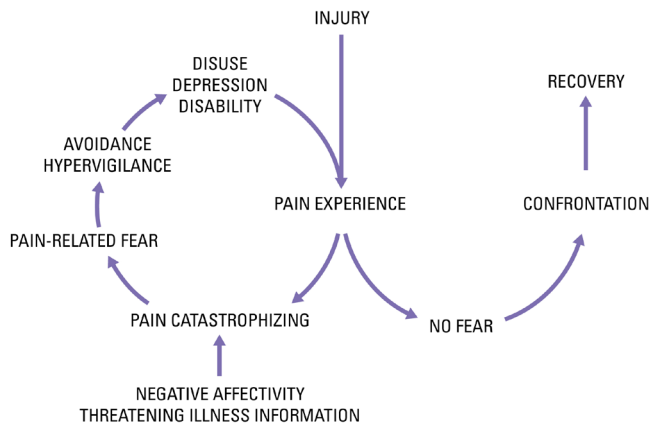 INJURY
DISUSE
DEPRESSION
DISABILITY
RECOVERY
AVOIDANCE
HYPERVIGILANCE
PAIN EXPERIENCE
CONFRONTATION
PAIN-RELATED FEAR
PAIN CATASTROPHIZING
NO FEAR
NEGATIVE AFFECTIVITY
THREATENING ILLNESS INFORMATION